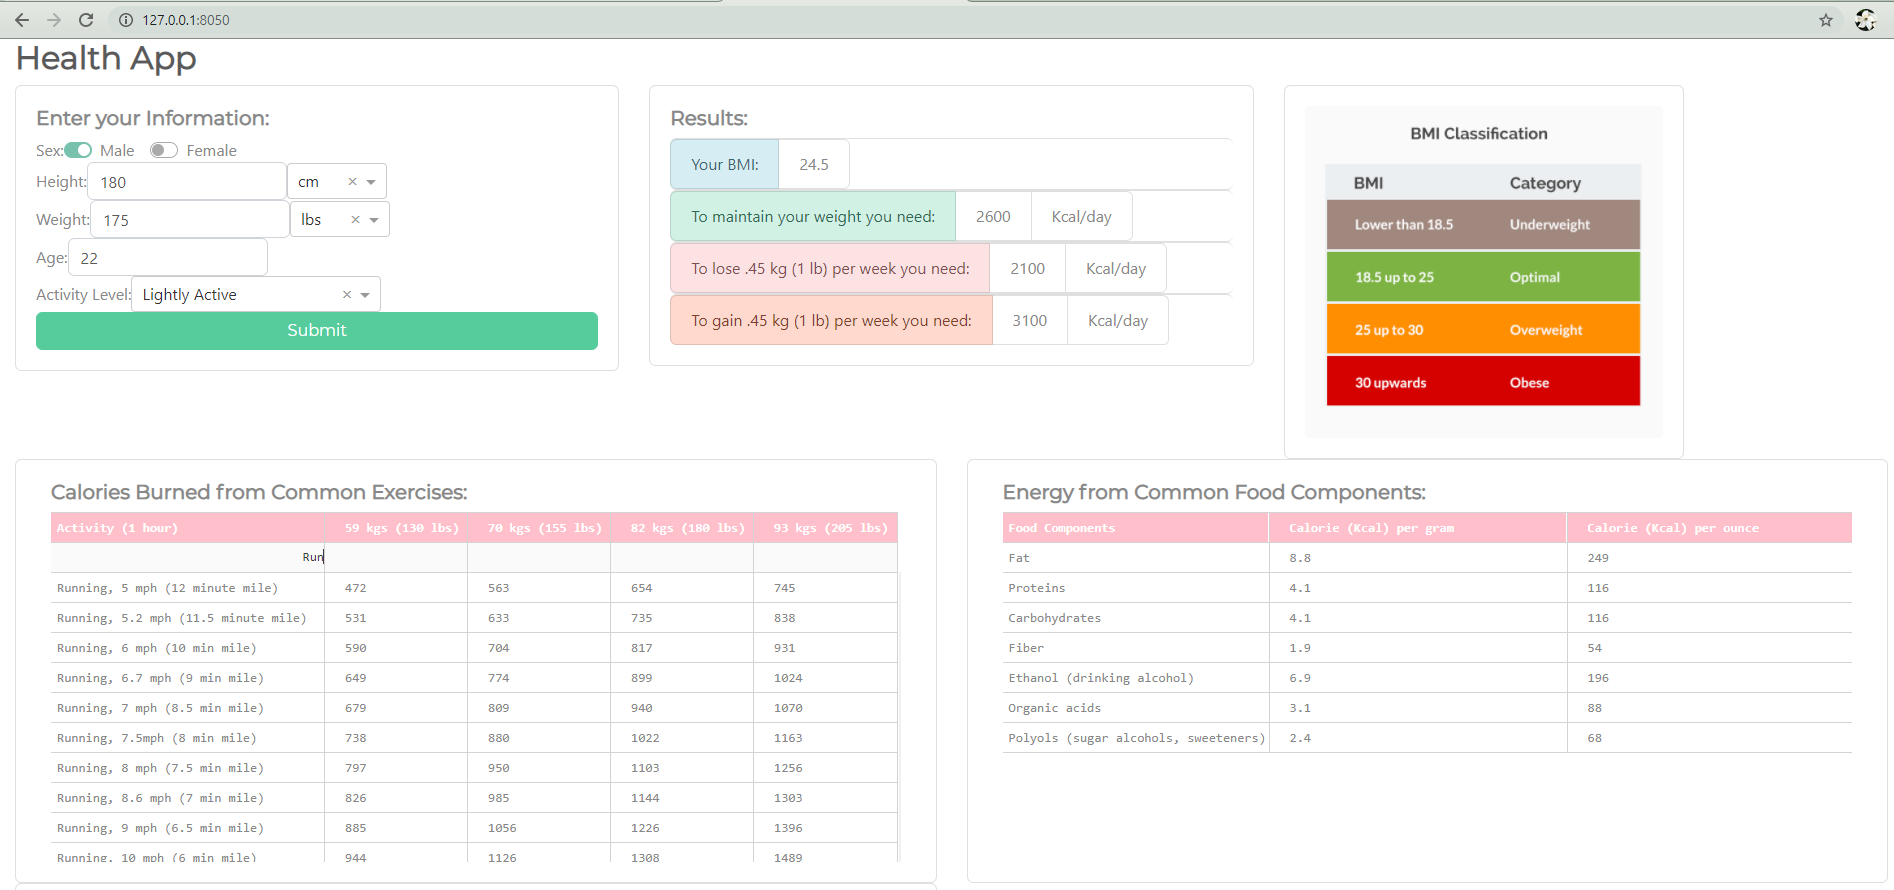 127.0.0.1:8050
Health App
Enter your Information:
Sex: Male Female
Height: 180 cm × 
Weight: 175 lbs ×
Age: 22
Activity Level: Lightly Active ×
Submit
Results:
Your BMI: 24.5
To maintain your weight you need: 2600 Kcal/day
To lose .45 kg (1 lb) per week you need: 2100 Kcal/day
To gain .45 kg (1 lb) per week you need: 3100 Kcal/day
BMI Classification
BMI Category
Lower than 18.5 Underweight
18.5 up to 25 Optimal
25 up to 30 Overweight
30 upwards Obese
Calories Burned from Common Exercises:
Activity (1 hour) 59 kgs (130 lbs) 70 kgs (155 lbs) 82 kgs (180 lbs) 93 kgs (205 lbs)
Run
Running, 5 mph (12 minute mile) 472 563 654 745
Running, 5.2 mph (11.5 minute mile) 531 633 735 838
Running, 6 mph (10 min mile) 590 704 817 931
Running, 6.7 mph (9 min mile) 649 774 899 1024
Running, 7 mph (8.5 min mile) 679 809 940 1070
Running, 7.5mph (8 min mile) 738 880 1022 1163
Running, 8 mph (7.5 min mile) 797 950 1103 1256
Running, 8.6 mph (7 min mile) 826 985 1144 1303
Running, 9 mph (6.5 min mile) 885 1056 1226 1396
Running, 10 mph (6 min mile) 944 1126 1308 1489
Energy from Common Food Components:
Food Components Calorie (Kcal) per gram Calorie (Kcal) per ounce
Fat 8.8 249
Proteins 4.1 116
Carbohydrates 4.1 116
Fiber 1.9 54
Ethanol (drinking alcohol) 6.9 196
Organic acids 3.1 88
Polyols (sugar alcohols, sweeteners) 2.4 68